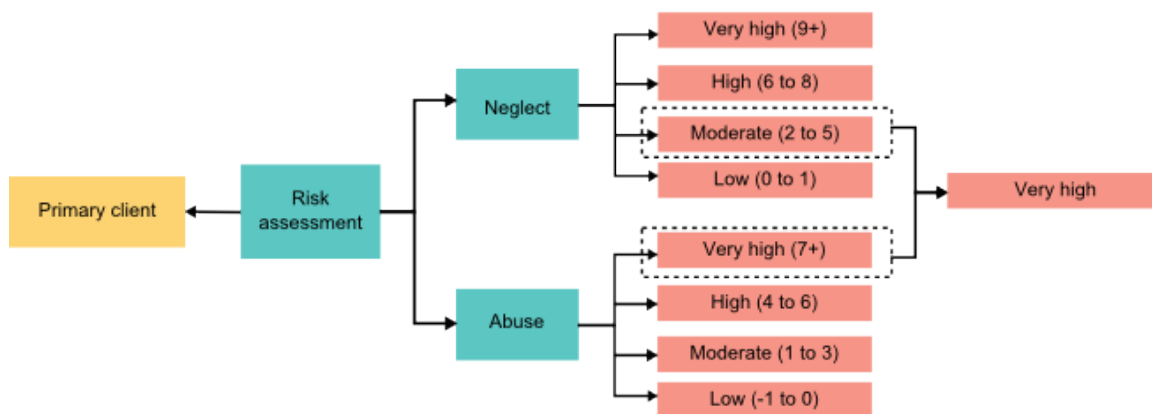 Primary client
Risk
assessment
Neglect
Very high (9+)
High (6 to 8)
Moderate (2 to 5)
Low (0 to 1)
Abuse
Very high (7+)
High (4 to 6)
Moderate (1 to 3)
Low (-1 to 0)
Very high